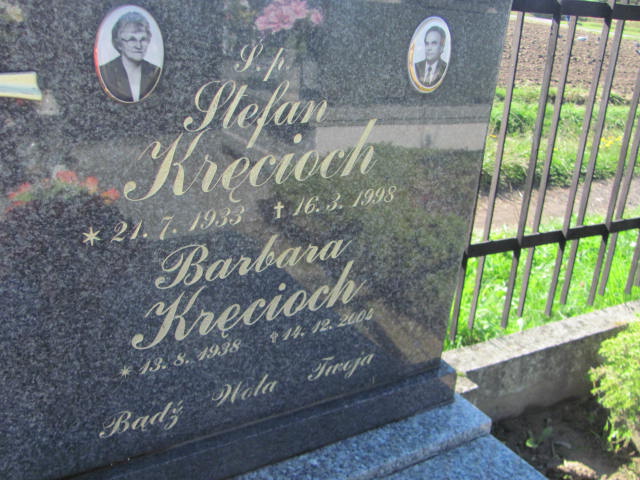 Ś. p.
Stefan
Kręcioch
* 21. 7. 1933 † 16. 3. 1998
Barbara
Kręcioch
* 13. 8. 1938 † 14. 12. 2004
Bądź Wola Twoja